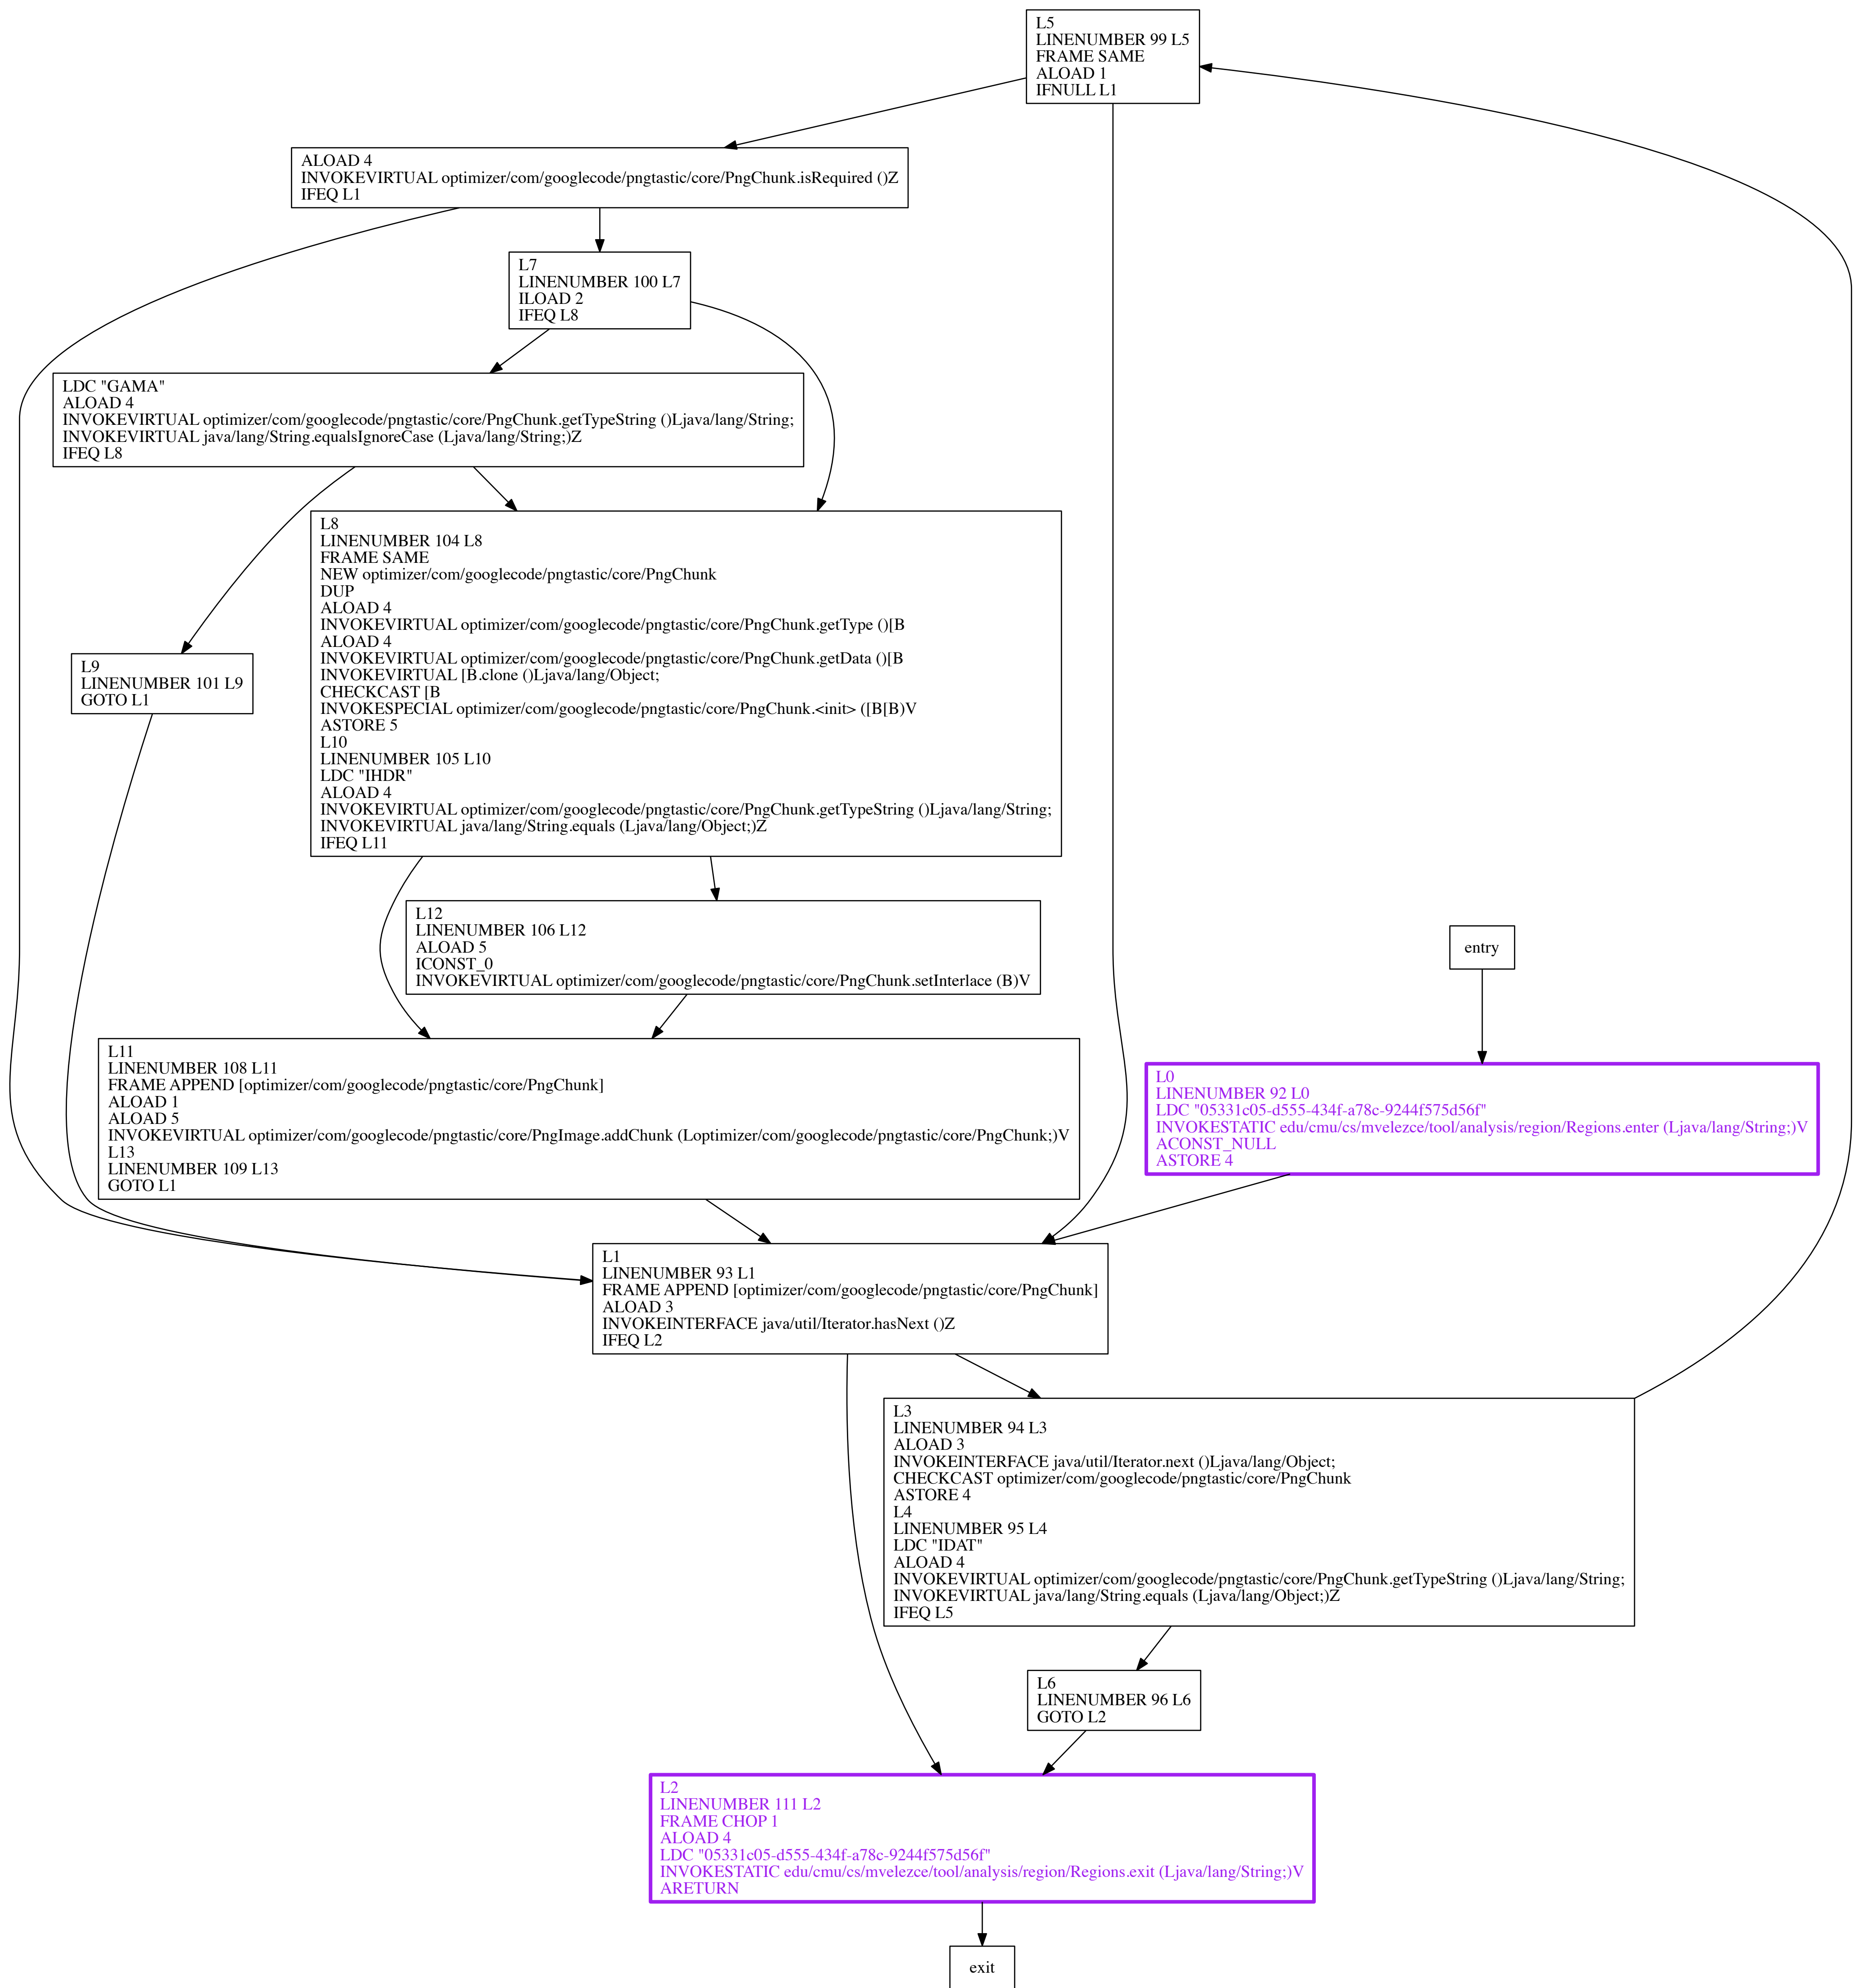 L5
LINENUMBER 99 L5
FRAME SAME
ALOAD 1
IFNULL L1
ALOAD 4
INVOKEVIRTUAL optimizer/com/googlecode/pngtastic/core/PngChunk.isRequired ()Z
IFEQ L1
L7
LINENUMBER 100 L7
ILOAD 2
IFEQ L8
LDC "GAMA"
ALOAD 4
INVOKEVIRTUAL optimizer/com/googlecode/pngtastic/core/PngChunk.getTypeString ()Ljava/lang/String;
INVOKEVIRTUAL java/lang/String.equalsIgnoreCase (Ljava/lang/String;)Z
IFEQ L8
L8
LINENUMBER 104 L8
FRAME SAME
NEW optimizer/com/googlecode/pngtastic/core/PngChunk
DUP
ALOAD 4
INVOKEVIRTUAL optimizer/com/googlecode/pngtastic/core/PngChunk.getType ()[B
ALOAD 4
INVOKEVIRTUAL optimizer/com/googlecode/pngtastic/core/PngChunk.getData ()[B
INVOKEVIRTUAL [B.clone ()Ljava/lang/Object;
CHECKCAST [B
INVOKESPECIAL optimizer/com/googlecode/pngtastic/core/PngChunk.<init> ([B[B)V
ASTORE 5
L10
LINENUMBER 105 L10
LDC "IHDR"
ALOAD 4
INVOKEVIRTUAL optimizer/com/googlecode/pngtastic/core/PngChunk.getTypeString ()Ljava/lang/String;
INVOKEVIRTUAL java/lang/String.equals (Ljava/lang/Object;)Z
IFEQ L11
L9
LINENUMBER 101 L9
GOTO L1
L12
LINENUMBER 106 L12
ALOAD 5
ICONST_0
INVOKEVIRTUAL optimizer/com/googlecode/pngtastic/core/PngChunk.setInterlace (B)V
entry
L11
LINENUMBER 108 L11
FRAME APPEND [optimizer/com/googlecode/pngtastic/core/PngChunk]
ALOAD 1
ALOAD 5
INVOKEVIRTUAL optimizer/com/googlecode/pngtastic/core/PngImage.addChunk (Loptimizer/com/googlecode/pngtastic/core/PngChunk;)V
L13
LINENUMBER 109 L13
GOTO L1
L0
LINENUMBER 92 L0
LDC "05331c05-d555-434f-a78c-9244f575d56f"
INVOKESTATIC edu/cmu/cs/mvelezce/tool/analysis/region/Regions.enter (Ljava/lang/String;)V
ACONST_NULL
ASTORE 4
L1
LINENUMBER 93 L1
FRAME APPEND [optimizer/com/googlecode/pngtastic/core/PngChunk]
ALOAD 3
INVOKEINTERFACE java/util/Iterator.hasNext ()Z
IFEQ L2
L3
LINENUMBER 94 L3
ALOAD 3
INVOKEINTERFACE java/util/Iterator.next ()Ljava/lang/Object;
CHECKCAST optimizer/com/googlecode/pngtastic/core/PngChunk
ASTORE 4
L4
LINENUMBER 95 L4
LDC "IDAT"
ALOAD 4
INVOKEVIRTUAL optimizer/com/googlecode/pngtastic/core/PngChunk.getTypeString ()Ljava/lang/String;
INVOKEVIRTUAL java/lang/String.equals (Ljava/lang/Object;)Z
IFEQ L5
L6
LINENUMBER 96 L6
GOTO L2
L2
LINENUMBER 111 L2
FRAME CHOP 1
ALOAD 4
LDC "05331c05-d555-434f-a78c-9244f575d56f"
INVOKESTATIC edu/cmu/cs/mvelezce/tool/analysis/region/Regions.exit (Ljava/lang/String;)V
ARETURN
exit